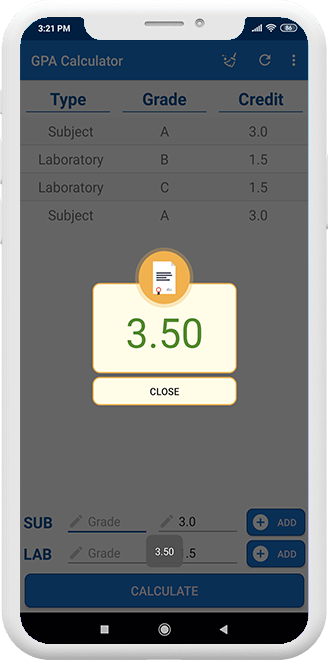 3:21 PM 86
GPA Calculator
Type Grade Credit
Subject A 3.0
Laboratory B 1.5
Laboratory C 1.5
Subject A 3.0
3.50
CLOSE
SUB Grade 3.0 ADD
LAB Grade 3.50 .5 ADD
CALCULATE